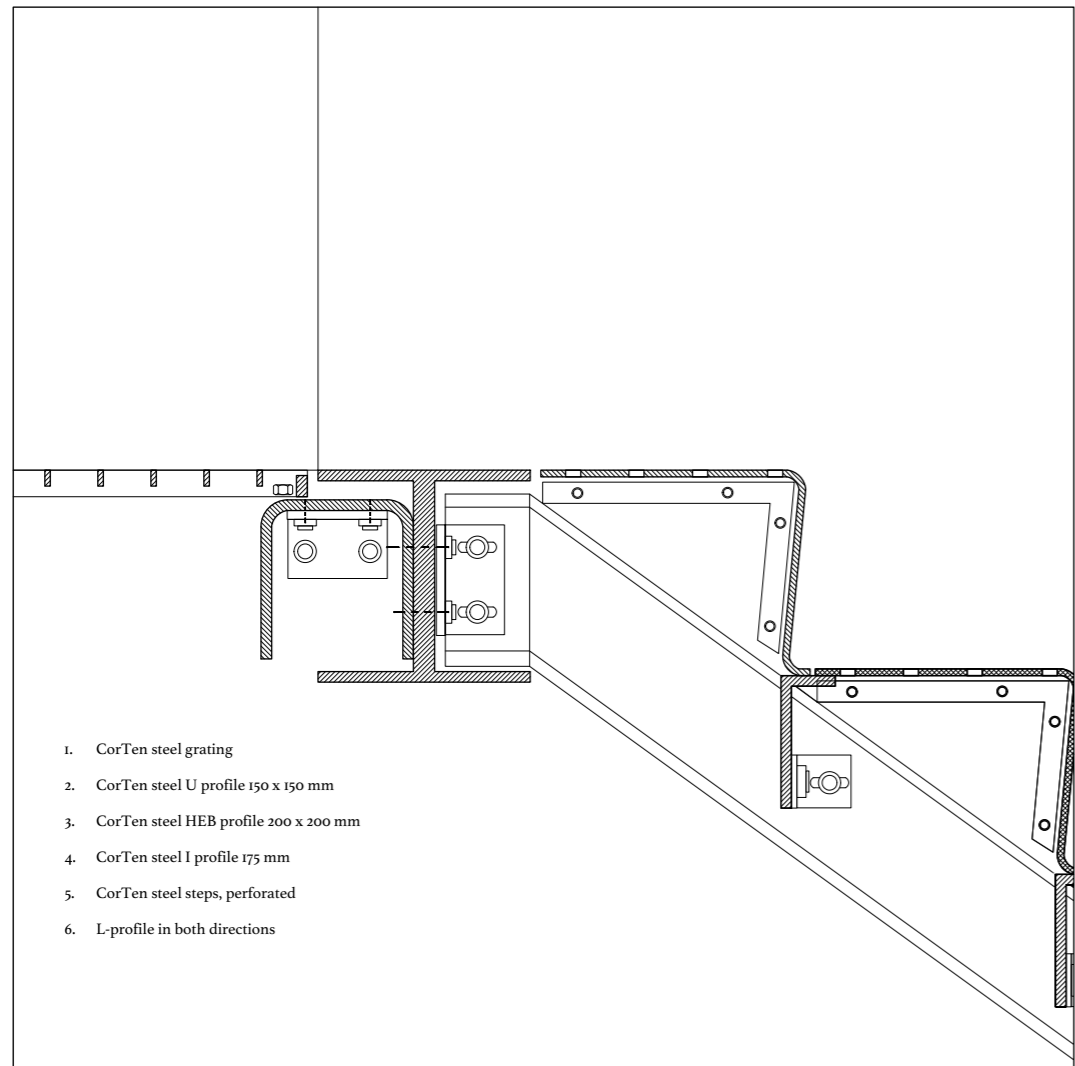 1. CorTen steel grating
2. CorTen steel U profile 150 x 150 mm
3. CorTen steel HEB profile 200 x 200 mm
4. CorTen steel I profile 175 mm
5. CorTen steel steps, perforated
6. L-profile in both directions